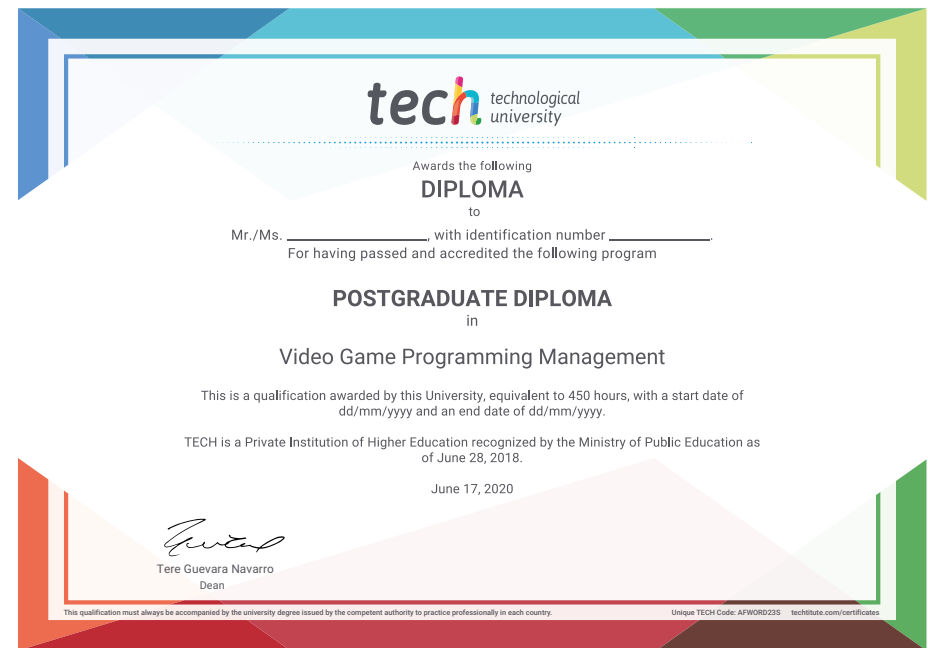 tech technological
university
Awards the following
DIPLOMA
to
Mr./Ms. ____________, with identification number ____________.
For having passed and accredited the following program
POSTGRADUATE DIPLOMA
in
Video Game Programming Management
This is a qualification awarded by this University, equivalent to 450 hours, with a start date of
dd/mm/yyyy and an end date of dd/mm/yyyy.
TECH is a Private Institution of Higher Education recognized by the Ministry of Public Education as
of June 28, 2018.
June 17, 2020
Tere Guevara Navarro
Dean
This qualification must always be accompanied by the university degree issued by the competent authority to practice professionally in each country. Unique TECH Code: AFWORD23S techtitute.com/certificates